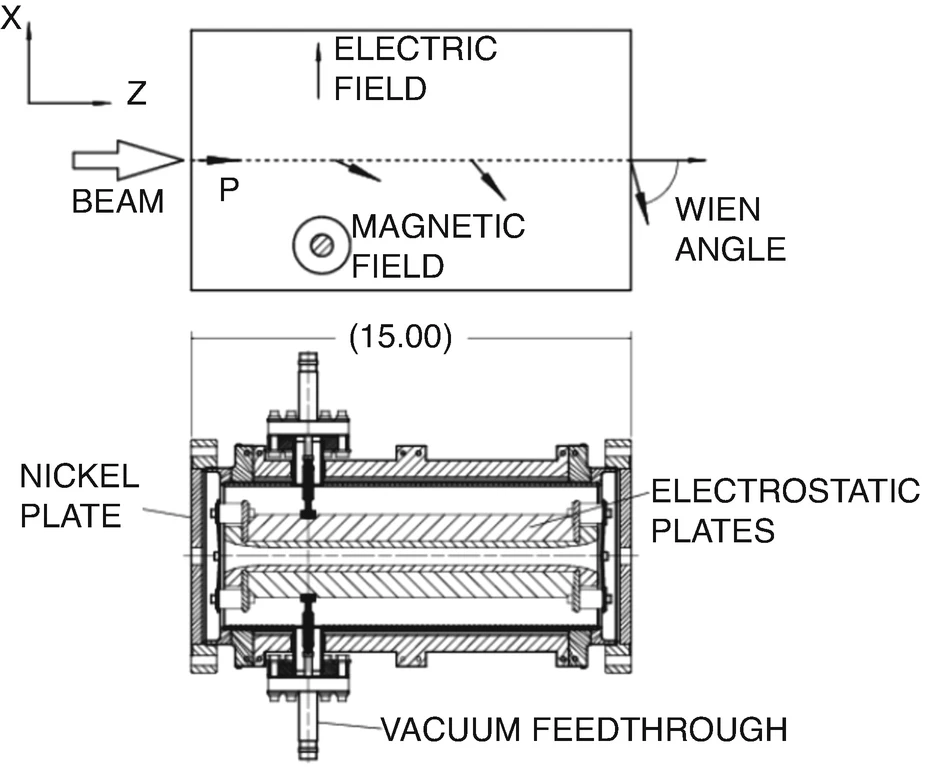 X
ELECTRIC
FIELD
Z
BEAM
P
MAGNETIC
FIELD
WIEN
ANGLE
(15.00)
NICKEL
PLATE
ELECTROSTATIC
PLATES
VACUUM FEEDTHROUGH